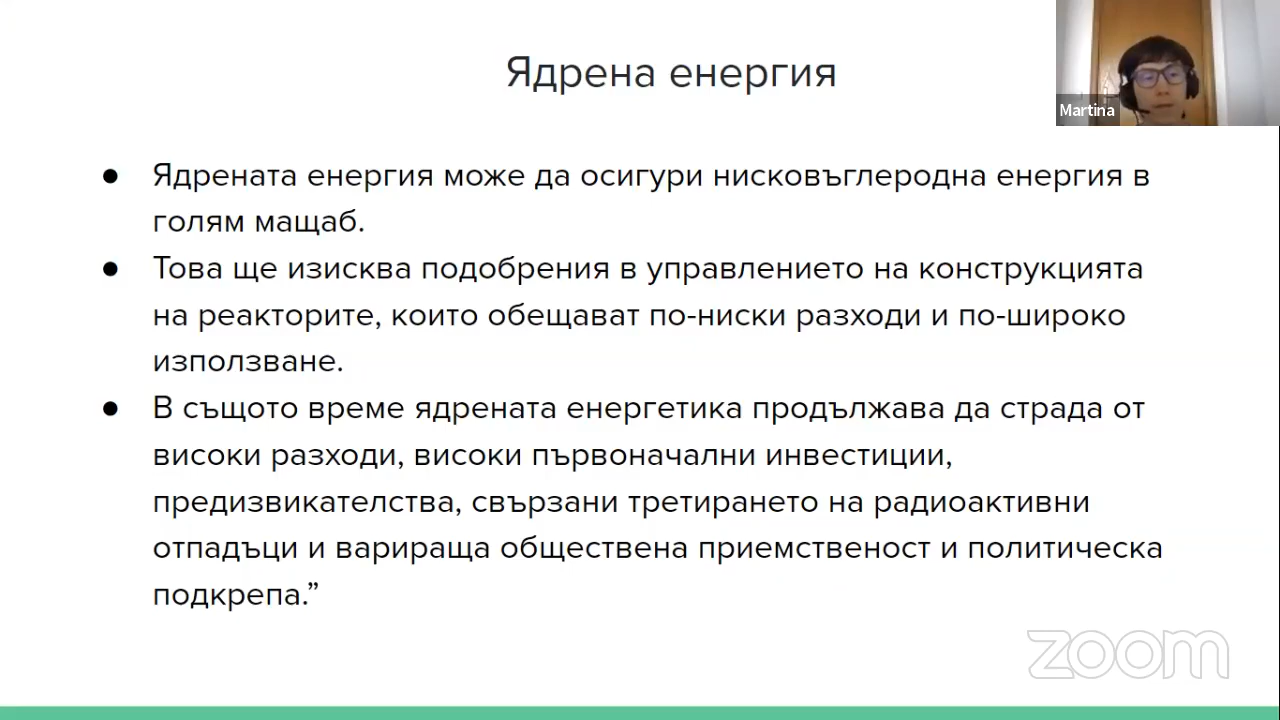 Ядрена енергия
Martina
● Ядрената енергия може да осигури нисковъглеродна енергия в
голям мащаб.
● Това ще изисква подобрения в управлението на конструкцията
на реакторите, които обещават по-ниски разходи и по-широко
използване.
● В същото време ядрената енергетика продължава да страда от
високи разходи, високи първоначални инвестиции,
предизвикателства, свързани третирането на радиоактивни
отпадъци и варираща обществена приемственост и политическа
подкрепа.”
zoom